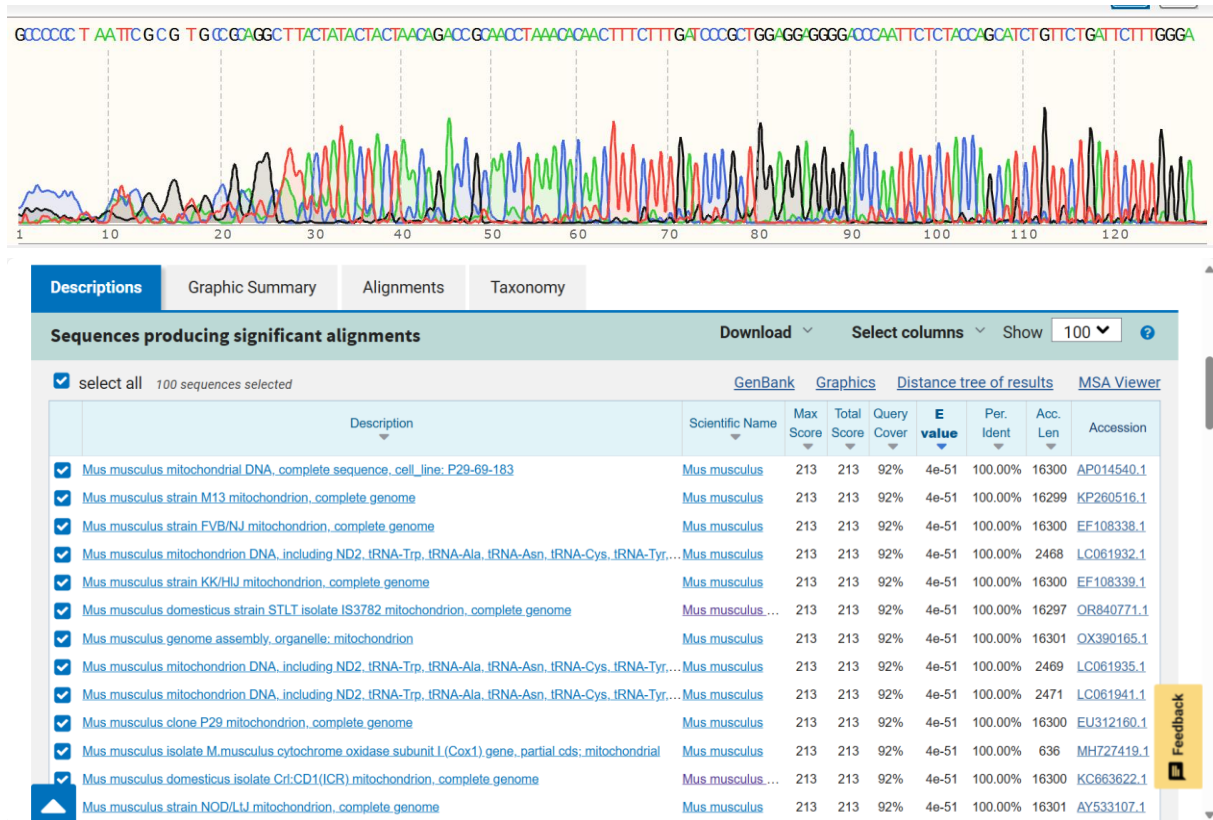 GCCCCCC T AATTCGCG T GCCGCAGGCTTACTATACTACTAACAGACCGCAACCTAAACACAACTTTCTTTGATCCCGCTGGAGGAGGGGACCCAATTCTCTACCAGCATCTGTTCTGATTCTTTGGGA
1 10 20 30 40 50 60 70 80 90 100 110 120
Descriptions Graphic Summary Alignments Taxonomy
Sequences producing significant alignments Download Select columns Show 100 ?
select all 100 sequences selected GenBank Graphics Distance tree of results MSA Viewer
Description Scientific Name Max Score Total Score Query Cover E value Per. Ident Acc. Len Accession
Mus musculus mitochondrial DNA, complete sequence, cell_line: P29-69-183 Mus musculus 213 213 92% 4e-51 100.00% 16300 AP014540.1
Mus musculus strain M13 mitochondrion, complete genome Mus musculus 213 213 92% 4e-51 100.00% 16299 KP260516.1
Mus musculus strain FVB/NJ mitochondrion, complete genome Mus musculus 213 213 92% 4e-51 100.00% 16300 EF108338.1
Mus musculus mitochondrion DNA, including ND2, tRNA-Trp, tRNA-Ala, tRNA-Asn, tRNA-Cys, tRNA-Tyr,... Mus musculus 213 213 92% 4e-51 100.00% 2468 LC061932.1
Mus musculus strain KK/HlJ mitochondrion, complete genome Mus musculus 213 213 92% 4e-51 100.00% 16300 EF108339.1
Mus musculus domesticus strain STLT isolate IS3782 mitochondrion, complete genome Mus musculus ... 213 213 92% 4e-51 100.00% 16297 OR840771.1
Mus musculus genome assembly, organelle: mitochondrion Mus musculus 213 213 92% 4e-51 100.00% 16301 OX390165.1
Mus musculus mitochondrion DNA, including ND2, tRNA-Trp, tRNA-Ala, tRNA-Asn, tRNA-Cys, tRNA-Tyr,... Mus musculus 213 213 92% 4e-51 100.00% 2469 LC061935.1
Mus musculus mitochondrion DNA, including ND2, tRNA-Trp, tRNA-Ala, tRNA-Asn, tRNA-Cys, tRNA-Tyr,... Mus musculus 213 213 92% 4e-51 100.00% 2471 LC061941.1
Mus musculus clone P29 mitochondrion, complete genome Mus musculus 213 213 92% 4e-51 100.00% 16300 EU312160.1
Mus musculus isolate M.musculus cytochrome oxidase subunit I (Cox1) gene, partial cds; mitochondrial Mus musculus 213 213 92% 4e-51 100.00% 636 MH727419.1
Mus musculus domesticus isolate Crl:CD1(ICR) mitochondrion, complete genome Mus musculus ... 213 213 92% 4e-51 100.00% 16300 KC663622.1
Mus musculus strain NOD/LtJ mitochondrion, complete genome Mus musculus 213 213 92% 4e-51 100.00% 16301 AY533107.1
Feedback